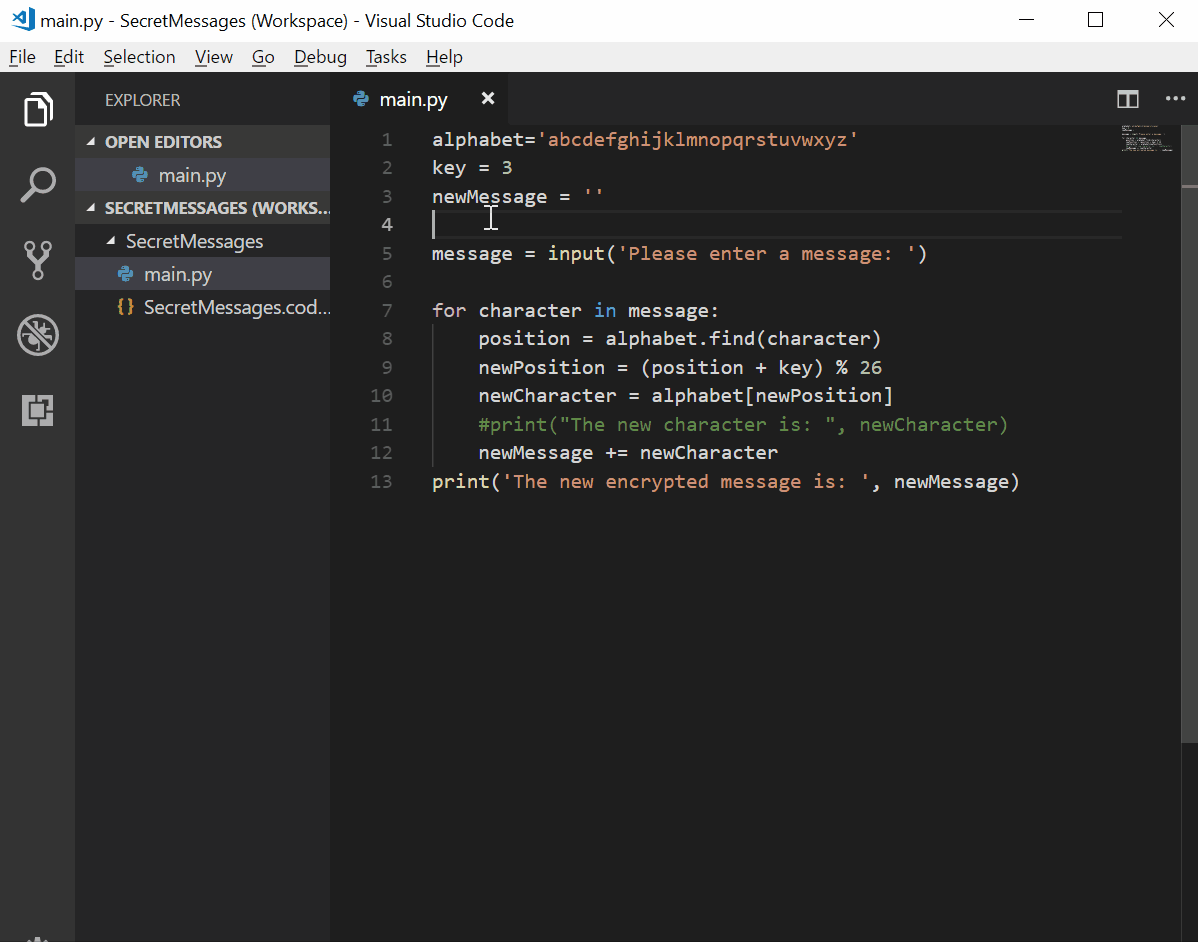 main.py - SecretMessages (Workspace) - Visual Studio Code
File Edit Selection View Go Debug Tasks Help
EXPLORER
OPEN EDITORS
main.py
SECRETMESSAGES (WORKS...
SecretMessages
main.py
{} SecretMessages.cod...
main.py
1 alphabet='abcdefghijklmnopqrstuvwxyz'
2 key = 3
3 newMessage = ''
4
5 message = input('Please enter a message: ')
6
7 for character in message:
8     position = alphabet.find(character)
9     newPosition = (position + key) % 26
10     newCharacter = alphabet[newPosition]
11     #print("The new character is: ", newCharacter)
12     newMessage += newCharacter
13 print('The new encrypted message is: ', newMessage)